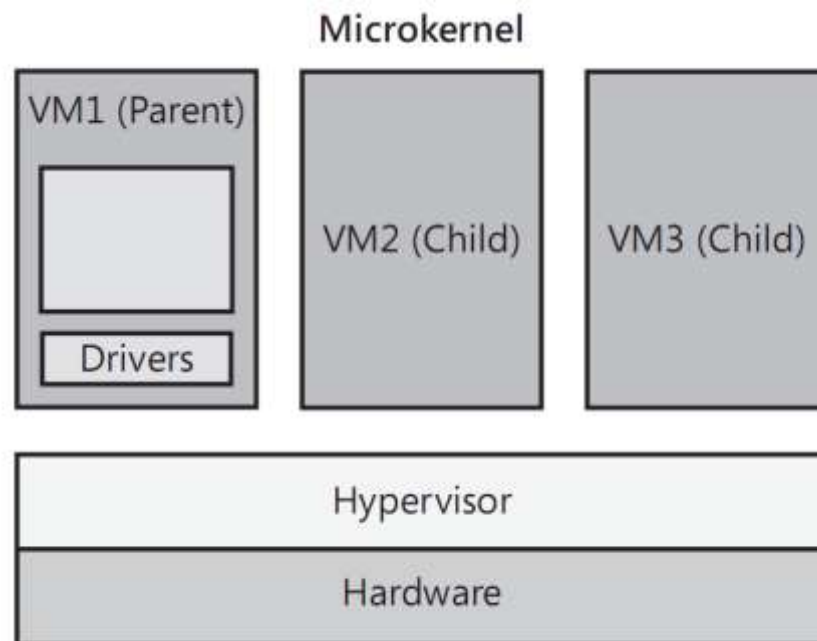 Microkernel
VM1 (Parent)
Drivers
VM2 (Child)
VM3 (Child)
Hypervisor
Hardware